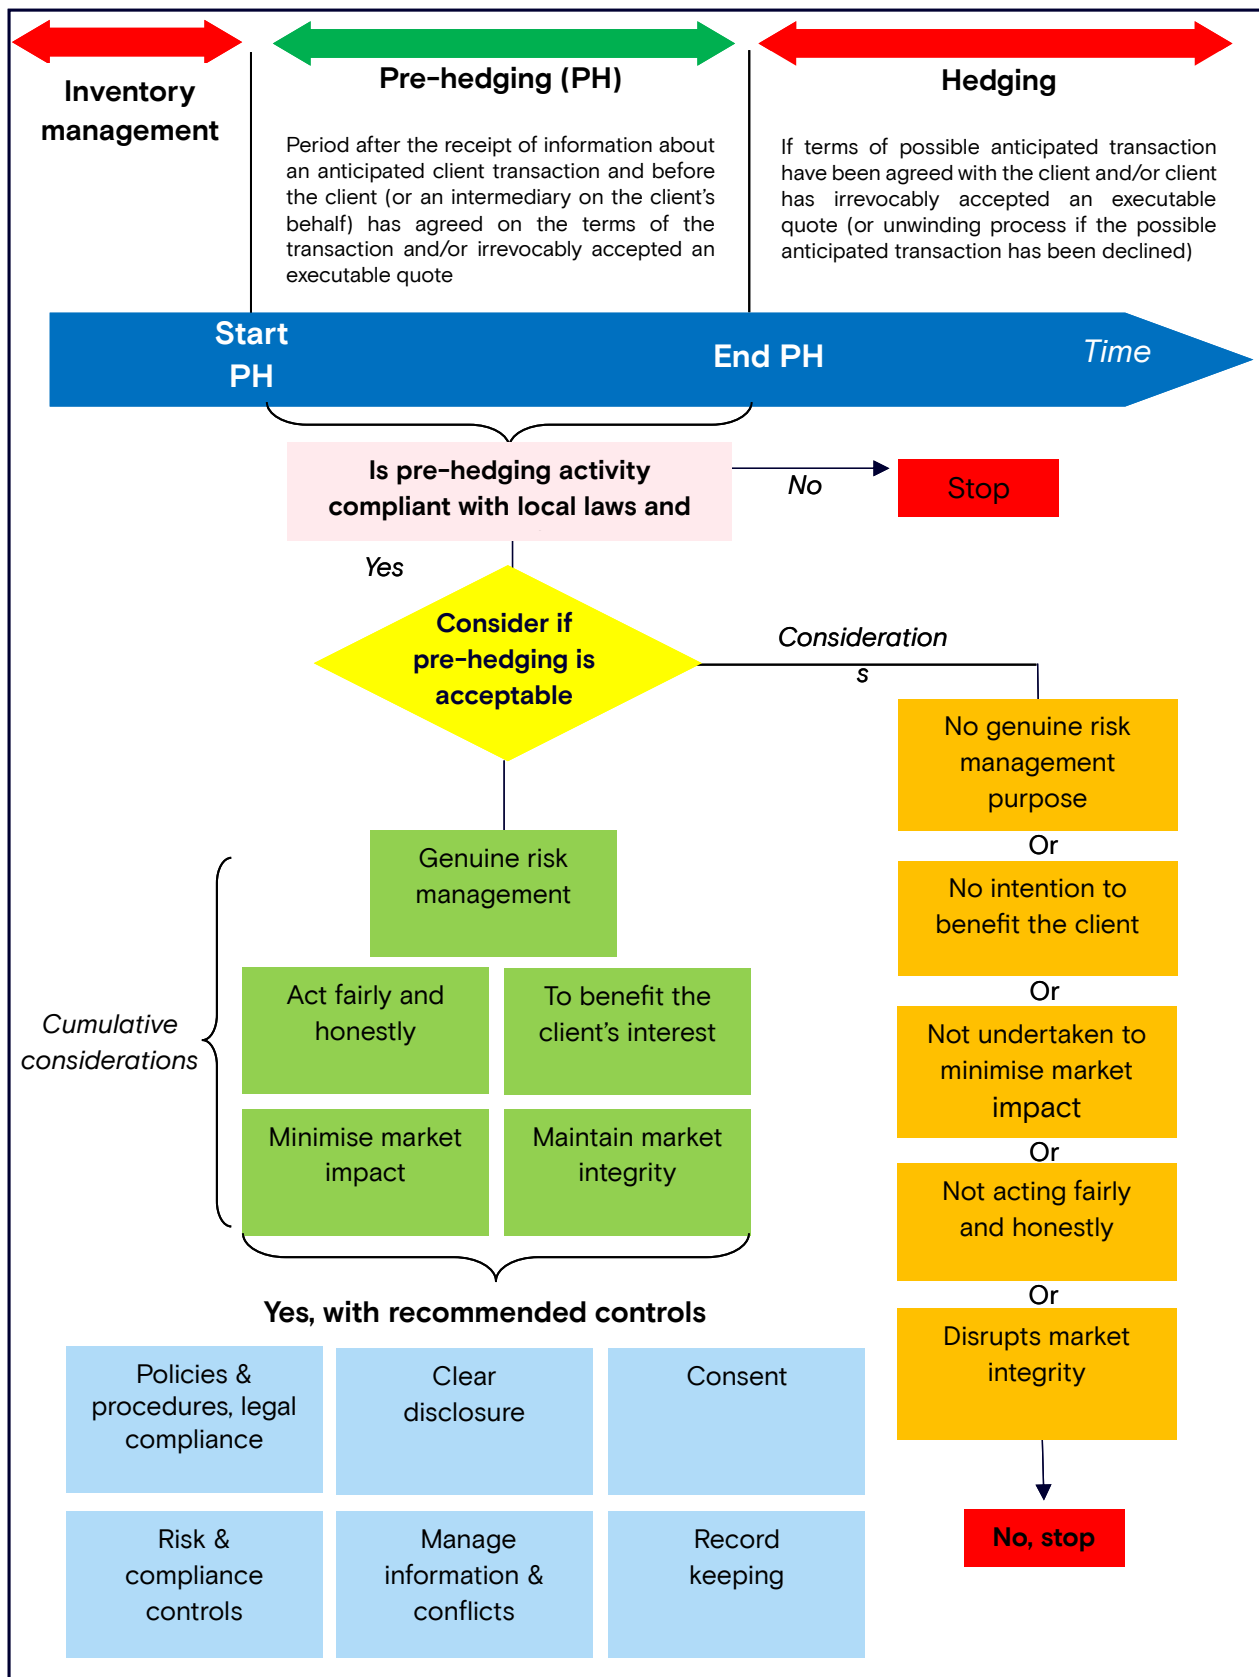 Inventory
management
Pre-hedging (PH)
Period after the receipt of information about
an anticipated client transaction and before
the client (or an intermediary on the client's
behalf) has agreed on the terms of the
transaction and/or irrevocably accepted an
executable quote
Hedging
If terms of possible anticipated transaction
have been agreed with the client and/or client
has irrevocably accepted an executable
quote (or unwinding process if the possible
anticipated transaction has been declined)
Start
PH
End PH
Time
Is pre-hedging activity
compliant with local laws and
No
Stop
Yes
Consider if
pre-hedging is
acceptable
Consideration
s
No genuine risk
management
purpose
Or
No intention to
benefit the client
Or
Not undertaken to
minimise market
impact
Or
Not acting fairly
and honestly
Or
Disrupts market
integrity
No, stop
Cumulative
considerations
Genuine risk
management
Act fairly and
honestly
To benefit the
client's interest
Minimise market
impact
Maintain market
integrity
Yes, with recommended controls
Policies &
procedures, legal
compliance
Clear
disclosure
Consent
Risk &
compliance
controls
Manage
information &
conflicts
Record
keeping